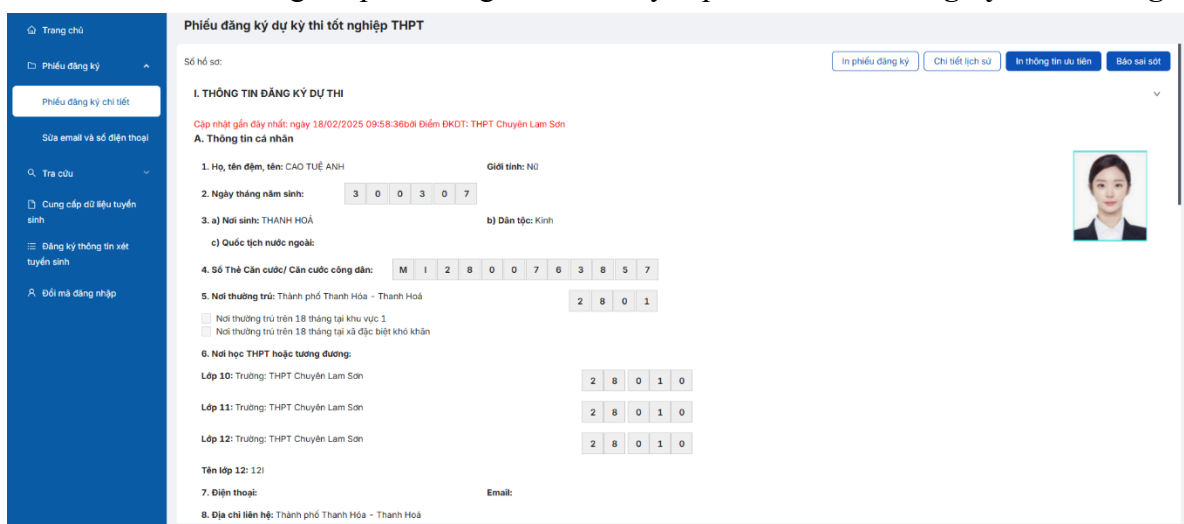 Trang chủ
Phiếu đăng ký
Phiếu đăng ký chi tiết
Sửa email và số điện thoại
Tra cứu
Cung cấp dữ liệu tuyển
sinh
Đăng ký thông tin xét
tuyển sinh
Đổi mã đăng nhập
Phiếu đăng ký dự kỳ thi tốt nghiệp THPT
Số hồ sơ:
In phiếu đăng ký Chi tiết lịch sử In thông tin ưu tiên Báo sai sót
I. THÔNG TIN ĐĂNG KÝ DỰ THI
Cập nhật gần đây nhất: ngày 18/02/2025 09:58:36bởi Điểm ĐKDT: THPT Chuyên Lam Sơn
A. Thông tin cá nhân
1. Họ, tên đệm, tên: CAO TUỆ ANH Giới tính: Nữ
2. Ngày tháng năm sinh: 3 0 0 3 0 7
3. a) Nơi sinh: THANH HOÁ b) Dân tộc: Kinh
c) Quốc tịch nước ngoài:
4. Số Thẻ Căn cước/ Căn cước công dân: M I 2 8 0 0 7 6 3 8 5 7
5. Nơi thường trú: Thành phố Thanh Hóa - Thanh Hoá 2 8 0 1
Nơi thường trú trên 18 tháng tại khu vực 1
Nơi thường trú trên 18 tháng tại xã đặc biệt khó khăn
6. Nơi học THPT hoặc tương đương:
Lớp 10: Trường: THPT Chuyên Lam Sơn 2 8 0 1 0
Lớp 11: Trường: THPT Chuyên Lam Sơn 2 8 0 1 0
Lớp 12: Trường: THPT Chuyên Lam Sơn 2 8 0 1 0
Tên lớp 12: 12I
7. Điện thoại: Email:
8. Địa chỉ liên hệ: Thành phố Thanh Hóa - Thanh Hoá